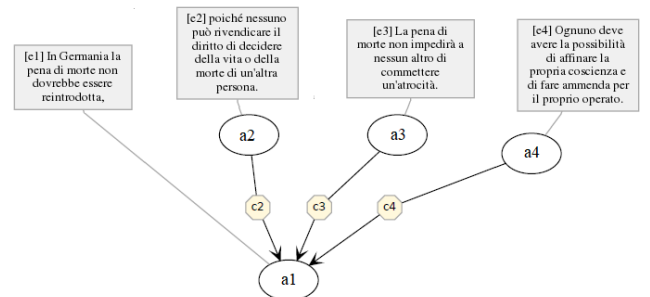 [e1] In Germania la
pena di morte non
dovrebbe essere
reintrodotta,
[e2] poiché nessuno
può rivendicare il
diritto di decidere
della vita o della
morte di un'altra
persona.
[e3] La pena di
morte non impedirà a
nessun altro di
commettere
un'atrocità.
[e4] Ognuno deve
avere la possibilità
di affinare la
propria coscienza e
di fare ammenda per
il proprio operato.
a2
a3
a4
c2
c3
c4
a1